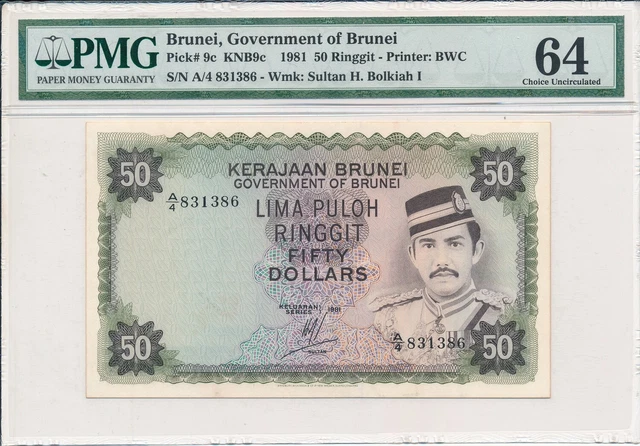 PMG
PAPER MONEY GUARANTY
Brunei, Government of Brunei
Pick# 9c KNB9c 1981 50 Ringgit - Printer: BWC
S/N A/4 831386 - Wmk: Sultan H. Bolkiah I
64
Choice Uncirculated
50
50
KERAJAAN BRUNEI
GOVERNMENT OF BRUNEI
A/4 831386
LIMA PULOH
RINGGIT
FIFTY
DOLLARS
KELUARAN
SERIES 1981
SULTAN
A/4 831386
50
50